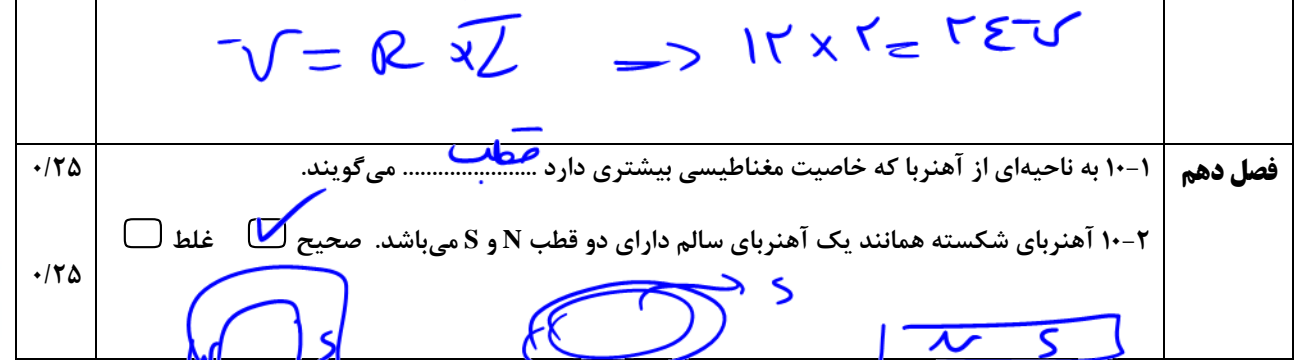 V = R × I => ۱۲ × ۲ = ۲۴ V
فصل دهم
۱۰-۱ به ناحیه‌ای از آهنربا که خاصیت مغناطیسی بیشتری دارد ..........قطب.......... می‌گویند.
۰/۲۵
۱۰-۲ آهنربای شکسته همانند یک آهنربای سالم دارای دو قطب N و S می‌باشد. صحیح ✓ غلط
۰/۲۵
N S
S
N S